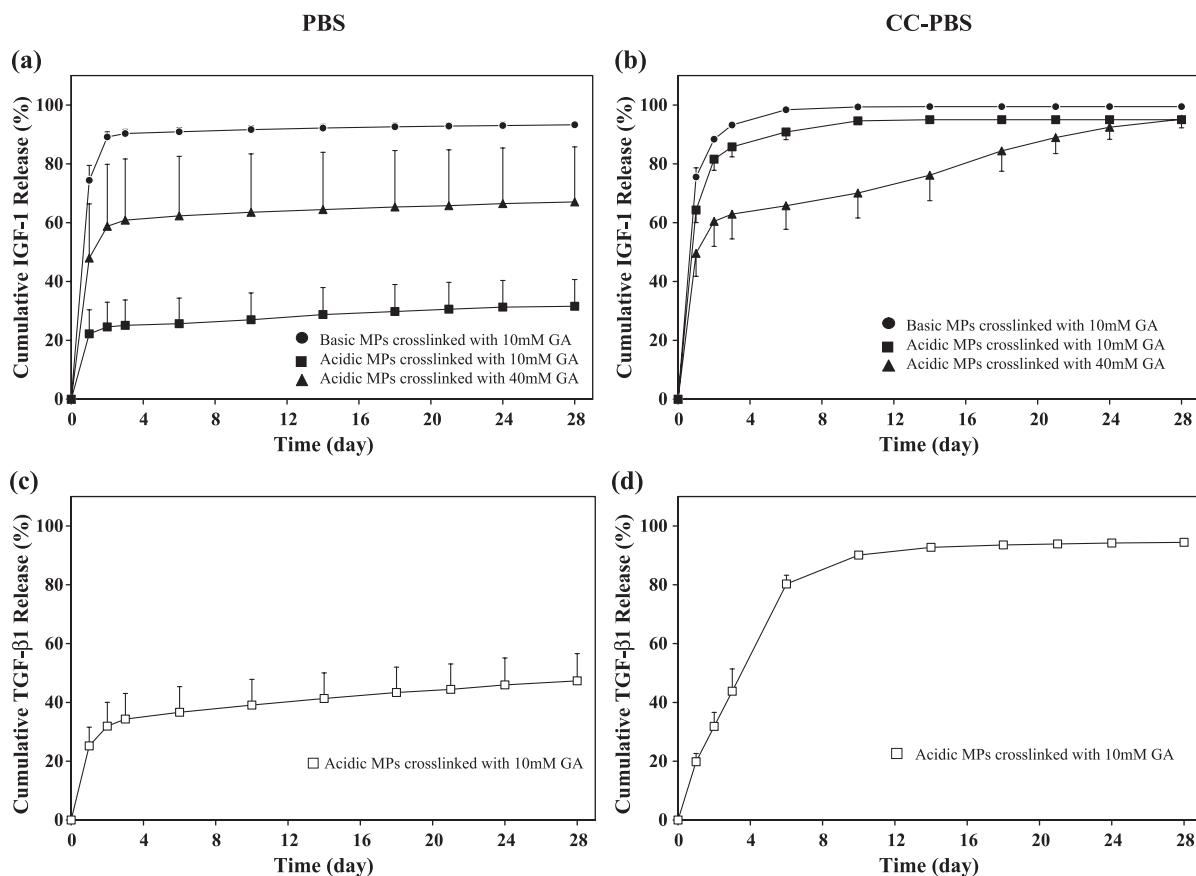 PBS
CC-PBS
(a)
Cumulative IGF-1 Release (%)
100
80
60
40
20
0
Basic MPs crosslinked with 10mM GA
Acidic MPs crosslinked with 10mM GA
Acidic MPs crosslinked with 40mM GA
0 4 8 12 16 20 24 28
Time (day)
(b)
Cumulative IGF-1 Release (%)
100
80
60
40
20
0
Basic MPs crosslinked with 10mM GA
Acidic MPs crosslinked with 10mM GA
Acidic MPs crosslinked with 40mM GA
0 4 8 12 16 20 24 28
Time (day)
(c)
Cumulative TGF-β1 Release (%)
100
80
60
40
20
0
Acidic MPs crosslinked with 10mM GA
0 4 8 12 16 20 24 28
Time (day)
(d)
Cumulative TGF-β1 Release (%)
100
80
60
40
20
0
Acidic MPs crosslinked with 10mM GA
0 4 8 12 16 20 24 28
Time (day)